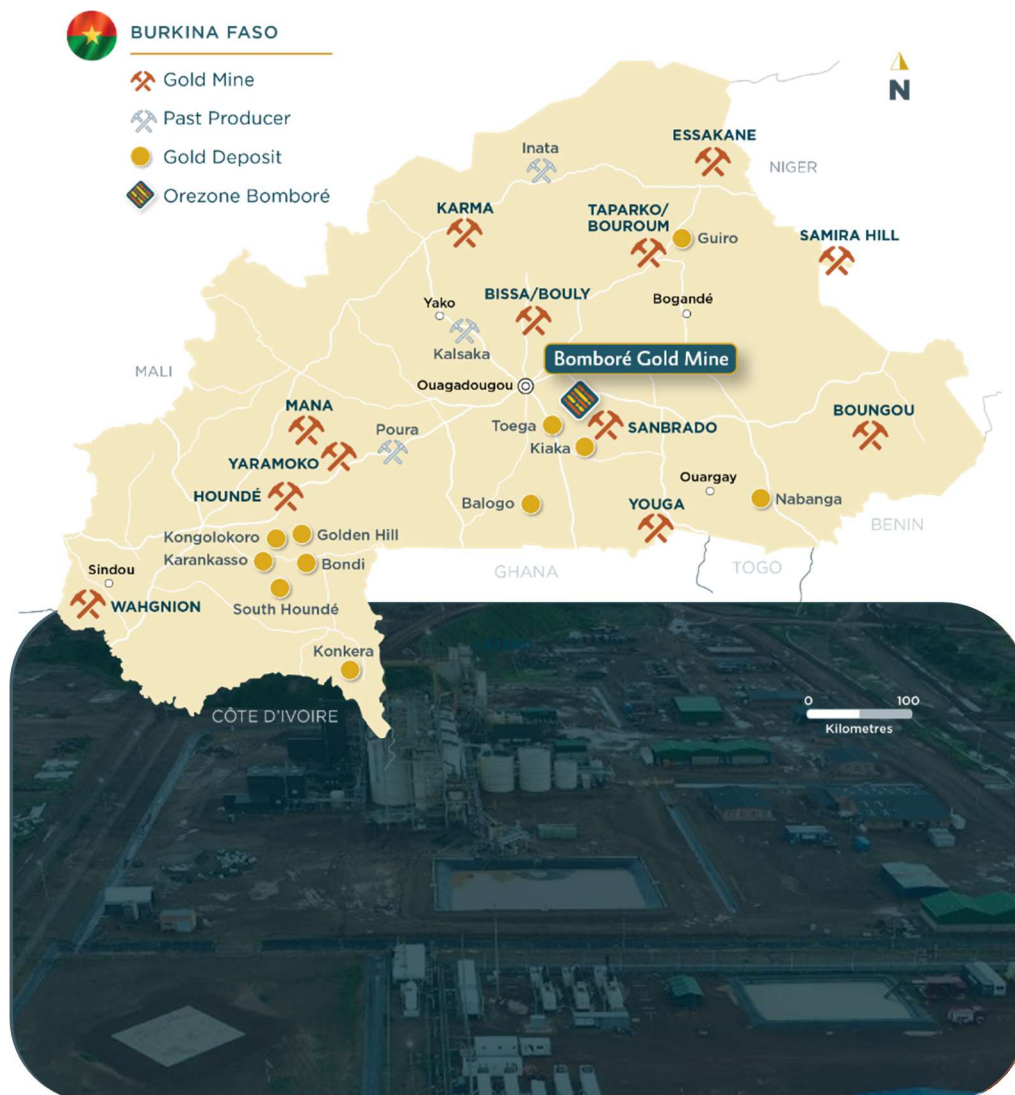 BURKINA FASO
Gold Mine
Past Producer
Gold Deposit
Orezone Bomboré
N
Inata
ESSAKANE
NIGER
KARMA
TAPARKO/
BOUROUM
Guiro
SAMIRA HILL
BISSA/BOULY
Yako
Bogandé
Kalsaka
Bomboré Gold Mine
MALI
Ouagadougou
MANA
Poura
Toega
SANBRADO
BOUNGOU
Kiaka
YARAMOKO
Ouargay
HOUNDÉ
Balogo
YOUGA
Nabanga
BENIN
Kongolokoro
Golden Hill
Karankasso
Bondi
GHANA
TOGO
Sindou
WAHGNION
South Houndé
Konkera
CÔTE D'IVOIRE
0 100
Kilometres